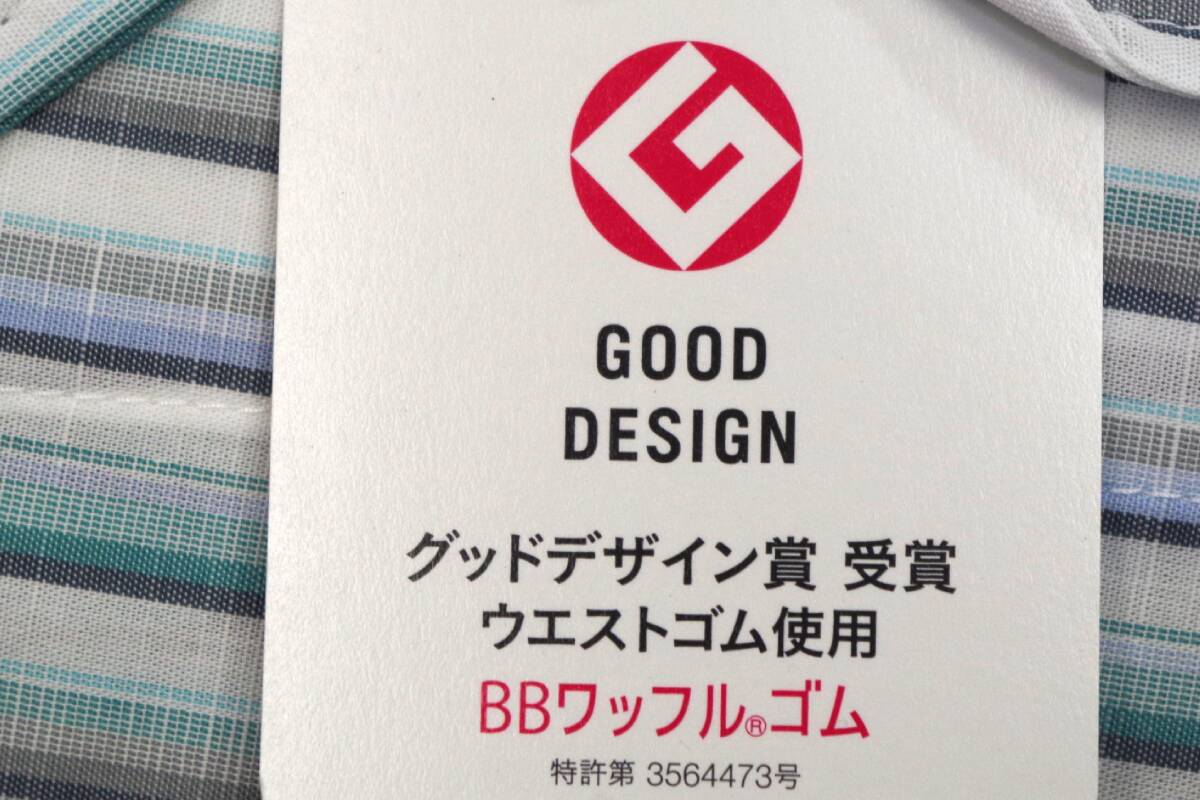 GOOD
DESIGN
グッドデザイン賞 受賞
ウエストゴム使用
BBワッフル®ゴム
特許第 3564473号